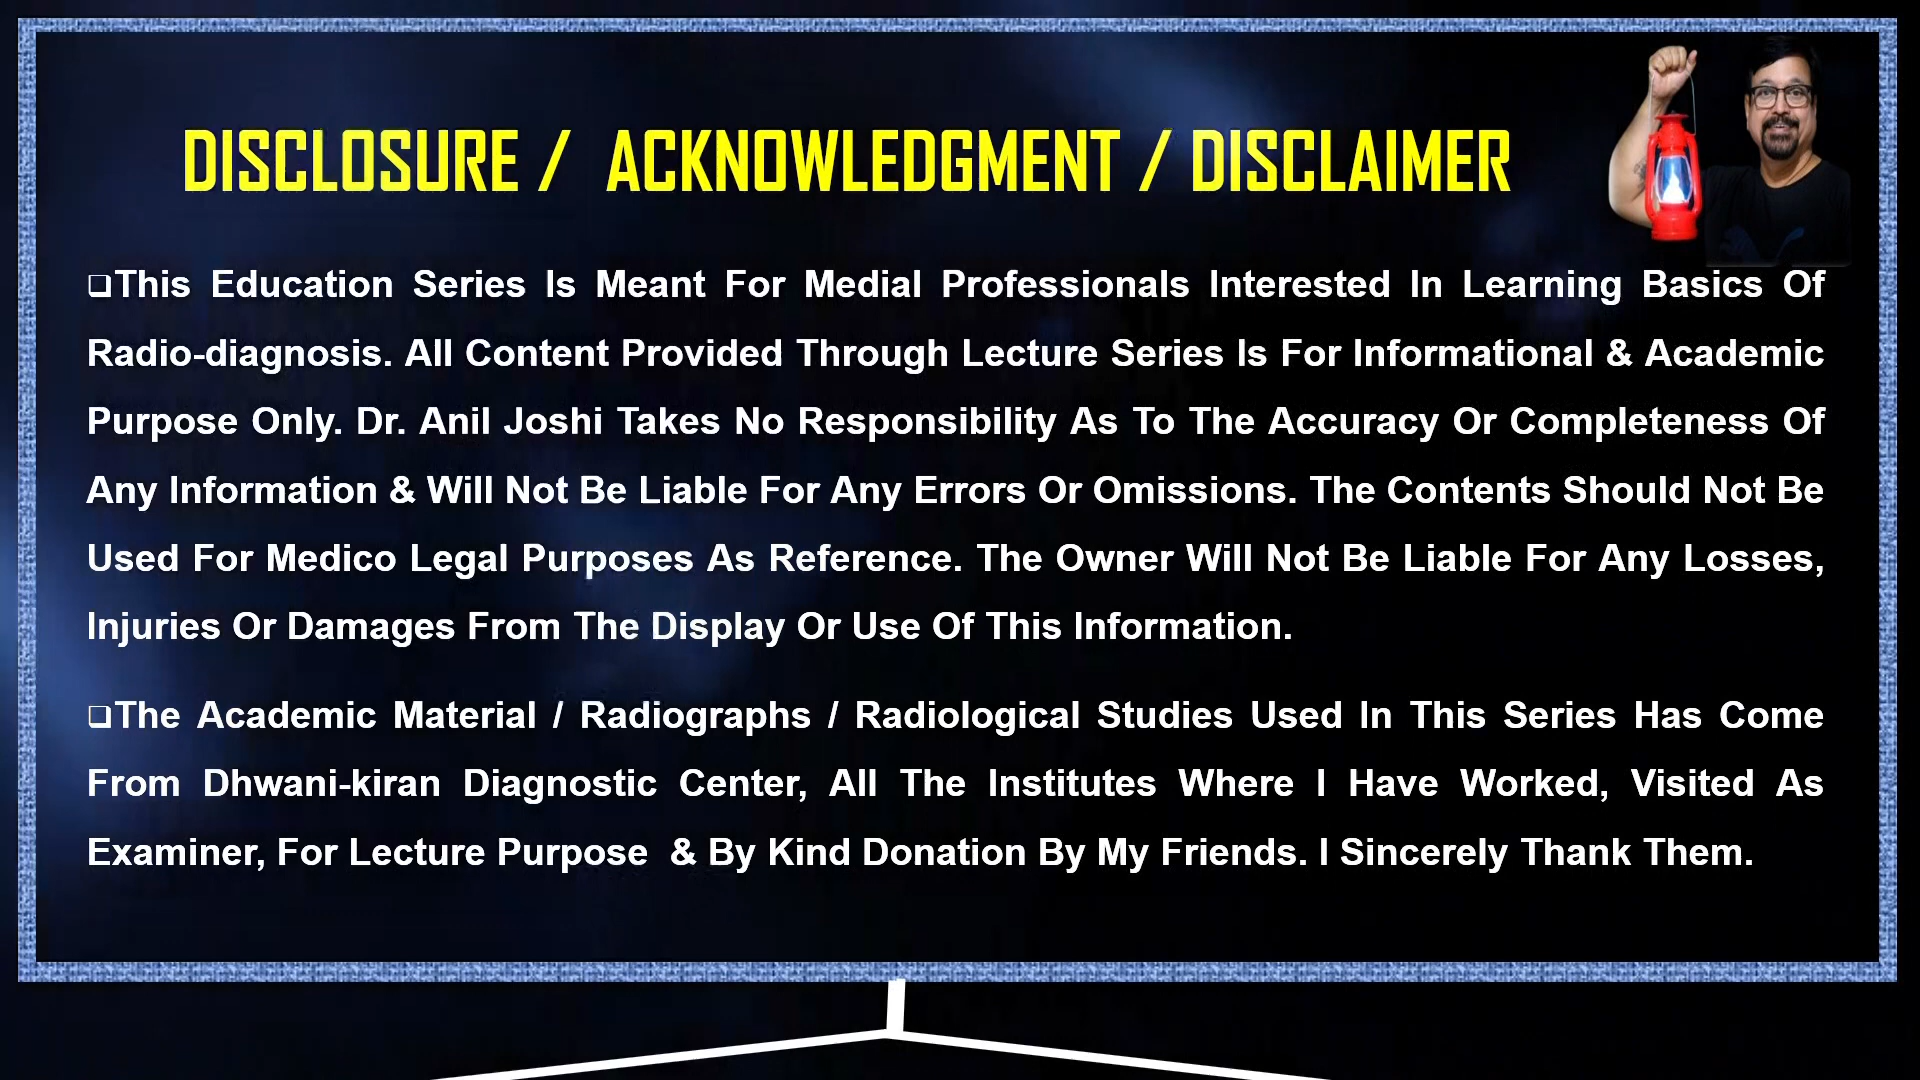 DISCLOSURE / ACKNOWLEDGMENT / DISCLAIMER
❑This Education Series Is Meant For Medial Professionals Interested In Learning Basics Of
Radio-diagnosis. All Content Provided Through Lecture Series Is For Informational & Academic
Purpose Only. Dr. Anil Joshi Takes No Responsibility As To The Accuracy Or Completeness Of
Any Information & Will Not Be Liable For Any Errors Or Omissions. The Contents Should Not Be
Used For Medico Legal Purposes As Reference. The Owner Will Not Be Liable For Any Losses,
Injuries Or Damages From The Display Or Use Of This Information.
❑The Academic Material / Radiographs / Radiological Studies Used In This Series Has Come
From Dhwani-kiran Diagnostic Center, All The Institutes Where I Have Worked, Visited As
Examiner, For Lecture Purpose & By Kind Donation By My Friends. I Sincerely Thank Them.